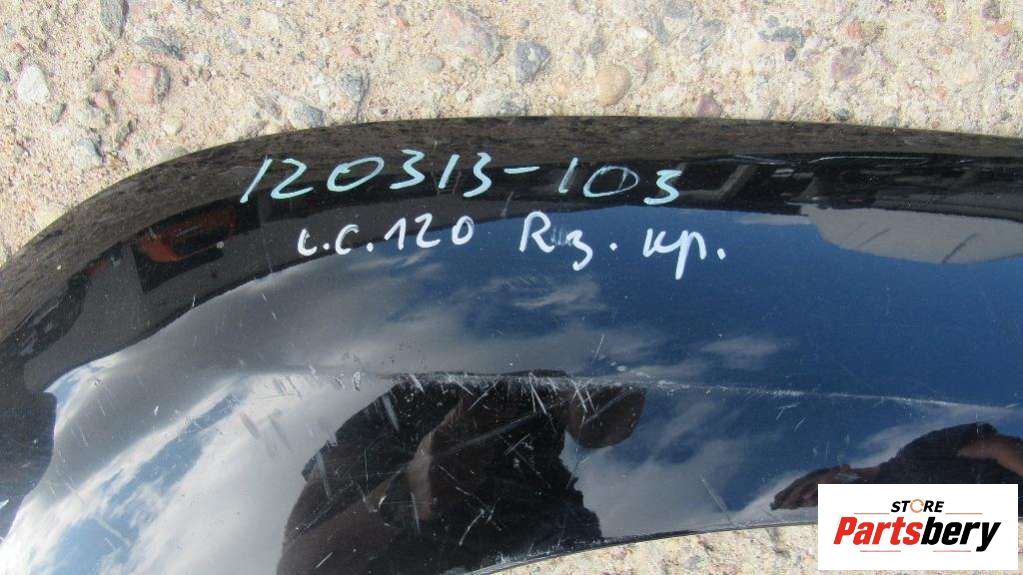 120313-103
L.C.120 Rз. кр.
STORE
Partsbery